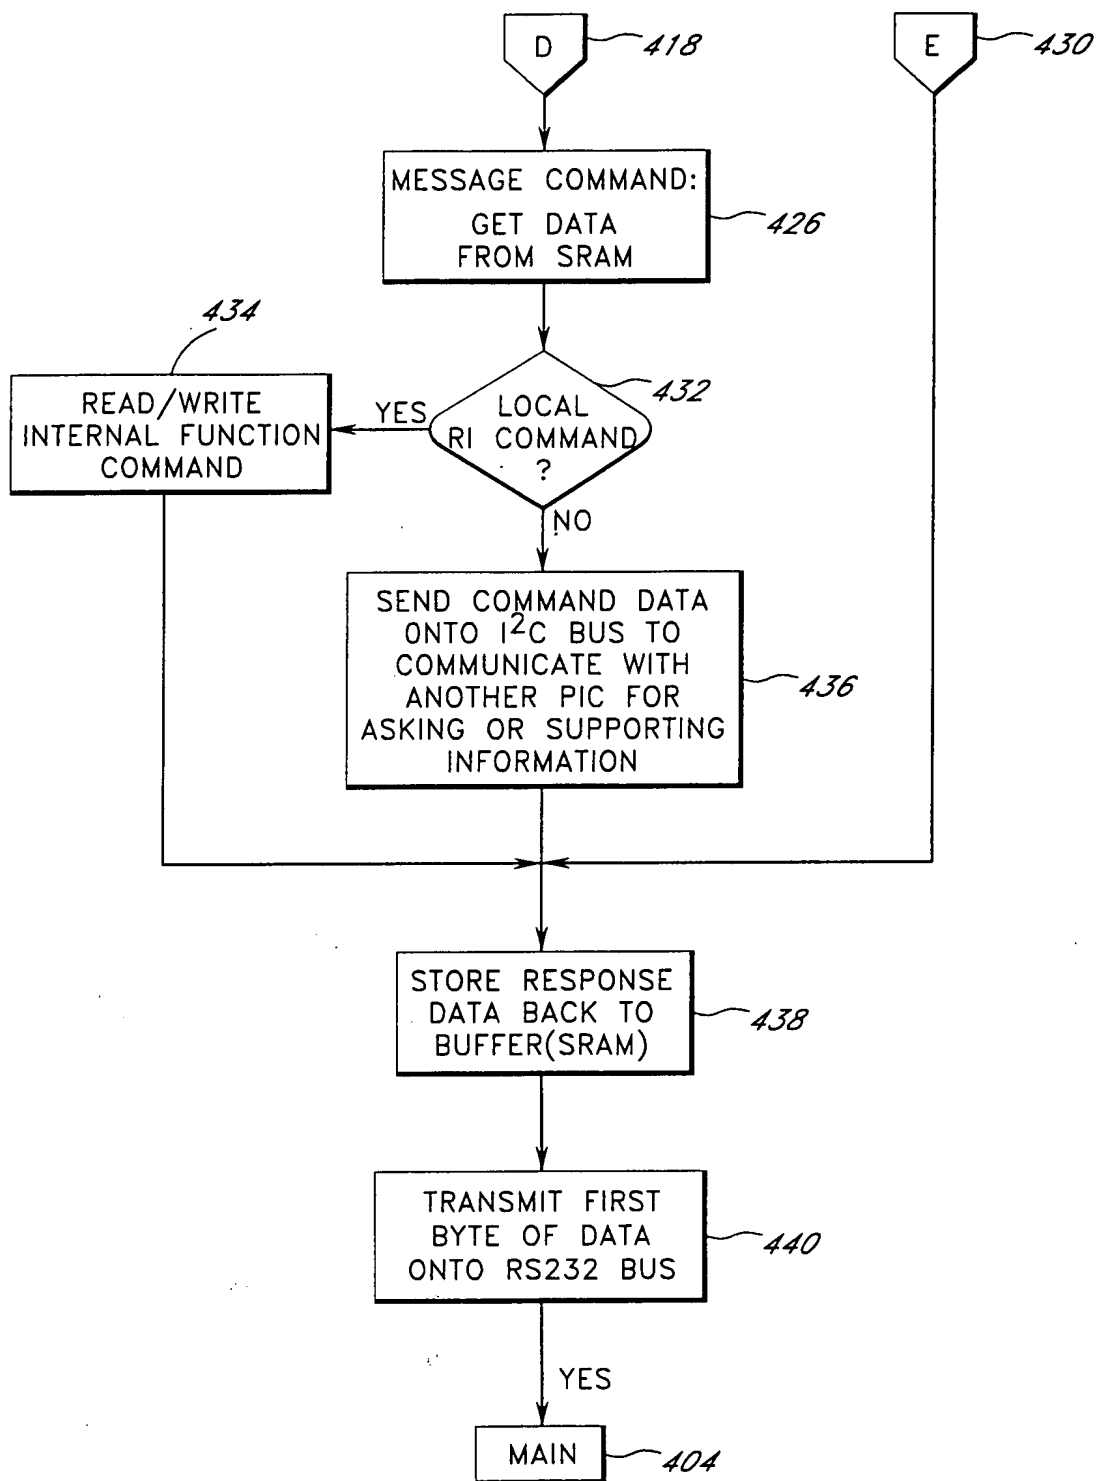 D
418
E
430
MESSAGE COMMAND:
GET DATA
FROM SRAM
426
434
READ/WRITE
INTERNAL FUNCTION
COMMAND
YES
LOCAL
RI COMMAND
?
432
NO
SEND COMMAND DATA
ONTO I²C BUS TO
COMMUNICATE WITH
ANOTHER PIC FOR
ASKING OR SUPPORTING
INFORMATION
436
STORE RESPONSE
DATA BACK TO
BUFFER(SRAM)
438
TRANSMIT FIRST
BYTE OF DATA
ONTO RS232 BUS
440
YES
MAIN
404